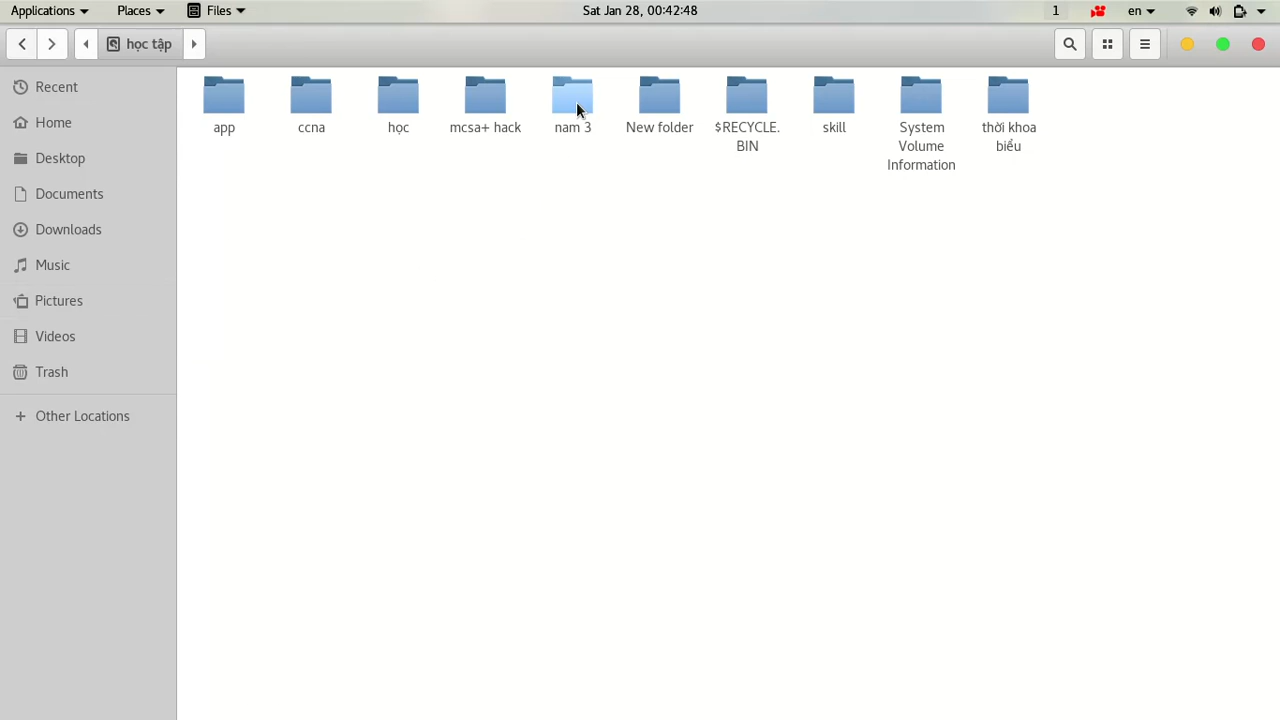 Applications Places Files Sat Jan 28, 00:42:48 1 en
học tập
Recent
Home
Desktop
Documents
Downloads
Music
Pictures
Videos
Trash
Other Locations
app
ccna
học
mcsa+ hack
nam 3
New folder
$RECYCLE.
BIN
skill
System
Volume
Information
thời khoa
biểu